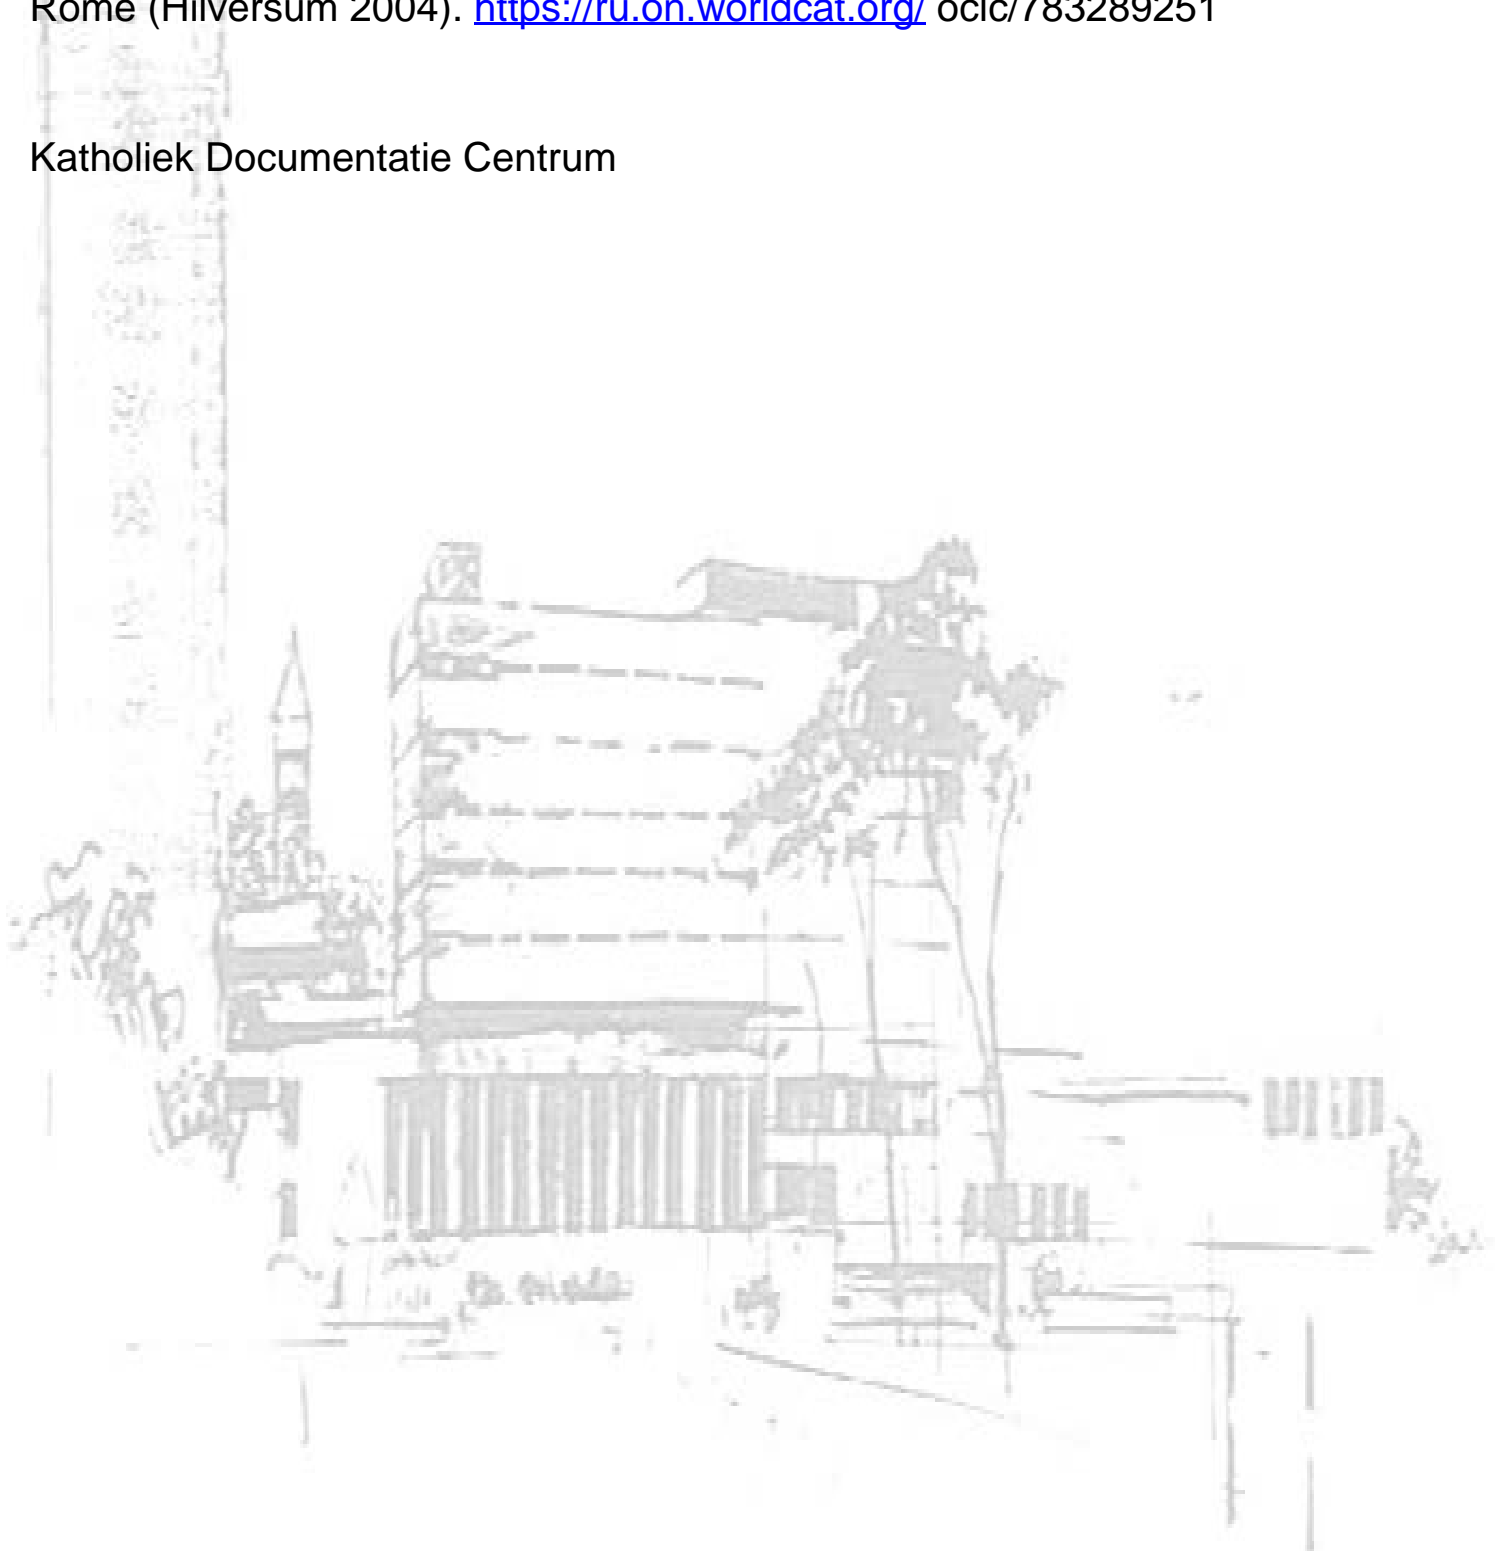 Rome (Hilversum 2004). https://ru.on.worldcat.org/ oclc/783289251
Katholiek Documentatie Centrum